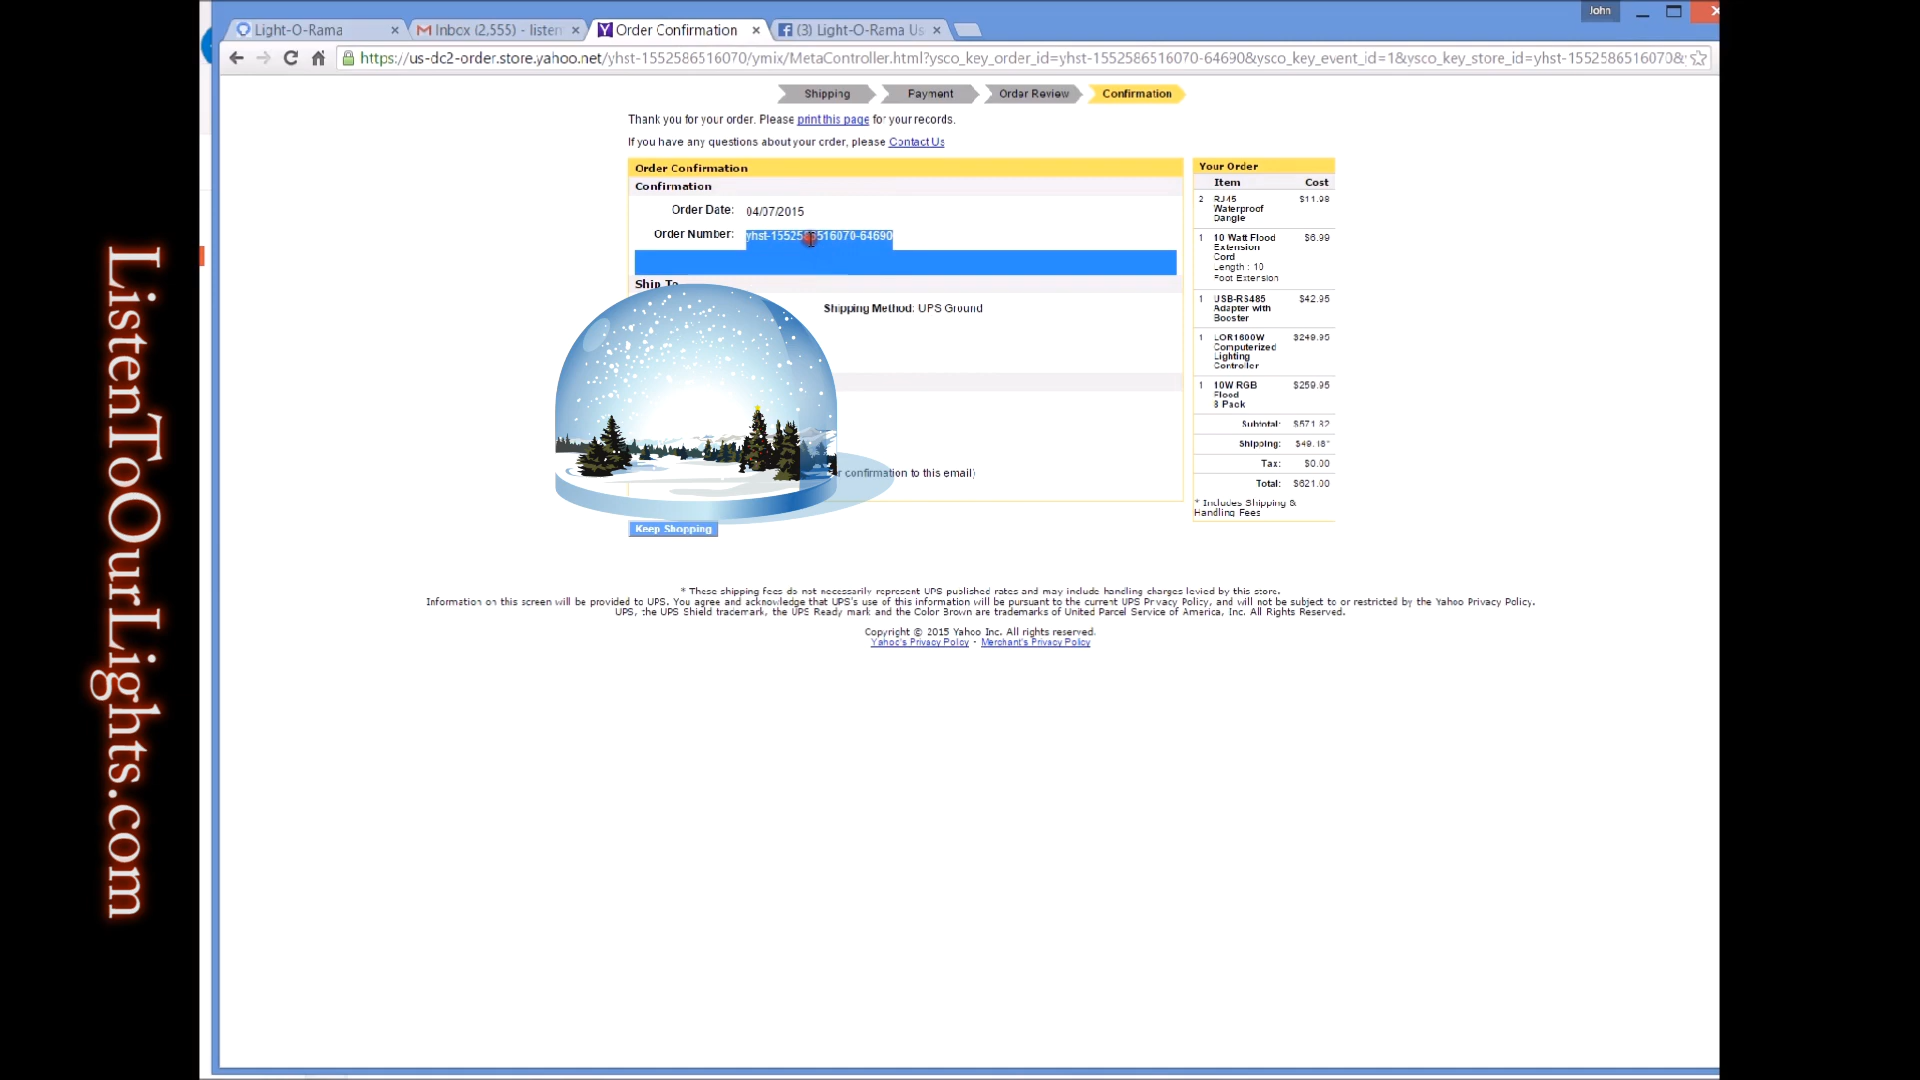 John
Light-O-Rama
Inbox (2,555) - listen
Order Confirmation
(3) Light-O-Rama Us
https://us-dc2-order.store.yahoo.net/yhst-1552586516070/ymix/MetaController.html?ysco_key_order_id=yhst-1552586516070-64690&ysco_key_event_id=1&ysco_key_store_id=yhst-1552586516070&
Shipping
Payment
Order Review
Confirmation
Thank you for your order. Please print this page for your records.
If you have any questions about your order, please Contact Us
Order Confirmation
Confirmation
Order Date: 04/07/2015
Order Number: yhst-1552586516070-64690
Ship To
Shipping Method: UPS Ground
r confirmation to this email)
Keep Shopping
Your Order
Item Cost
2 RJ45 $11.98
Waterproof
Dangle
1 10 Watt Flood $6.99
Extension
Cord
Length : 10
Foot Extension
1 USB-RS485 $42.95
Adapter with
Booster
1 LOR1600W $249.95
Computerized
Lighting
Controller
1 10W RGB $259.95
Flood
8 Pack
Subtotal: $571.82
Shipping: $49.18*
Tax: $0.00
Total: $621.00
* Includes Shipping &
Handling Fees
* These shipping fees do not necessarily represent UPS published rates and may include handling charges levied by this store.
Information on this screen will be provided to UPS. You agree and acknowledge that UPS's use of this information will be pursuant to the current UPS Privacy Policy, and will not be subject to or restricted by the Yahoo Privacy Policy.
UPS, the UPS Shield trademark, the UPS Ready mark and the Color Brown are trademarks of United Parcel Service of America, Inc. All Rights Reserved.
Copyright © 2015 Yahoo Inc. All rights reserved.
Yahoo's Privacy Policy - Merchant's Privacy Policy
ListenToOurLights.com